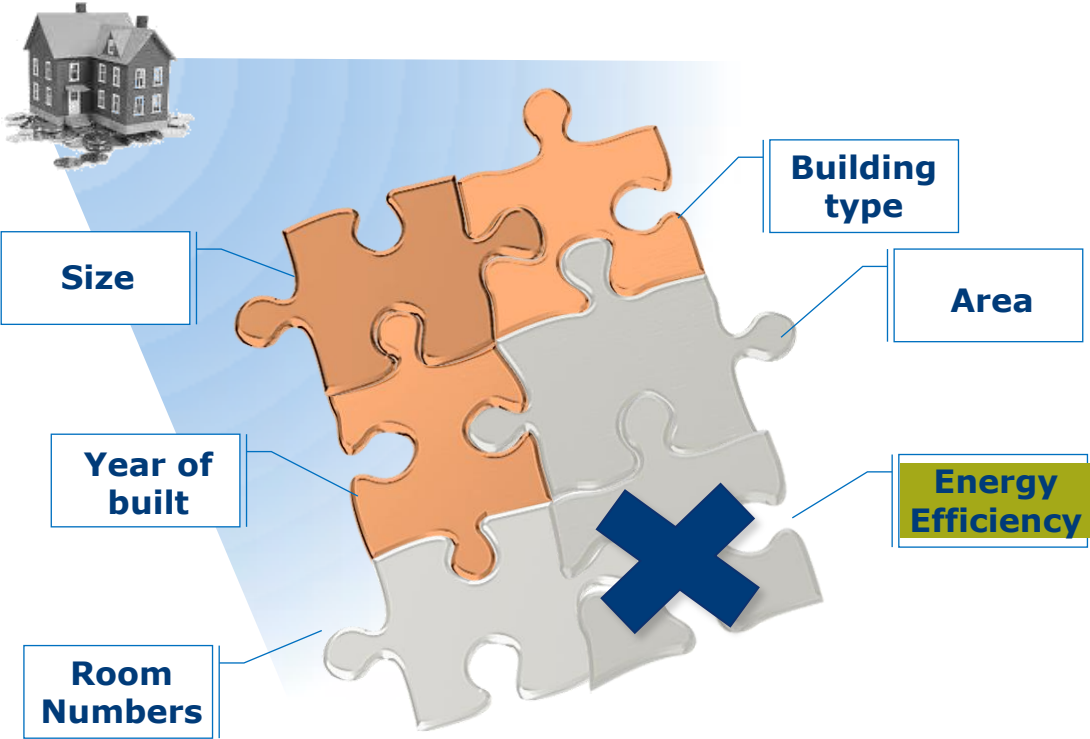 Building
type
Size
Area
Year of
built
Energy
Efficiency
Room
Numbers